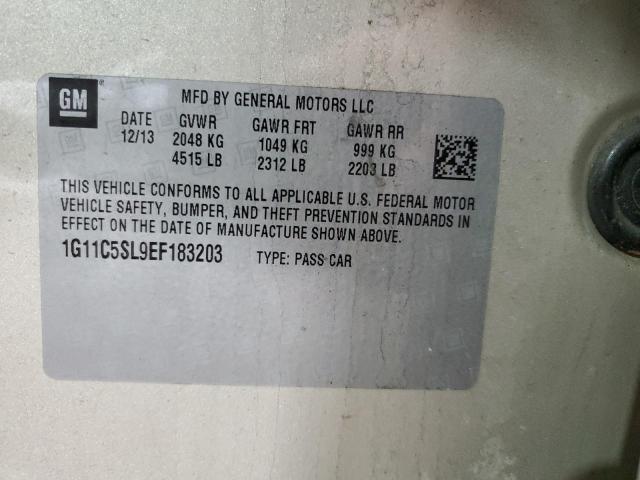 GM
MFD BY GENERAL MOTORS LLC
DATE GVWR GAWR FRT GAWR RR
12/13 2048 KG 1049 KG 999 KG
4515 LB 2312 LB 2203 LB
THIS VEHICLE CONFORMS TO ALL APPLICABLE U.S. FEDERAL MOTOR
VEHICLE SAFETY, BUMPER, AND THEFT PREVENTION STANDARDS IN
EFFECT ON THE DATE OF MANUFACTURE SHOWN ABOVE.
1G11C5SL9EF183203 TYPE: PASS CAR